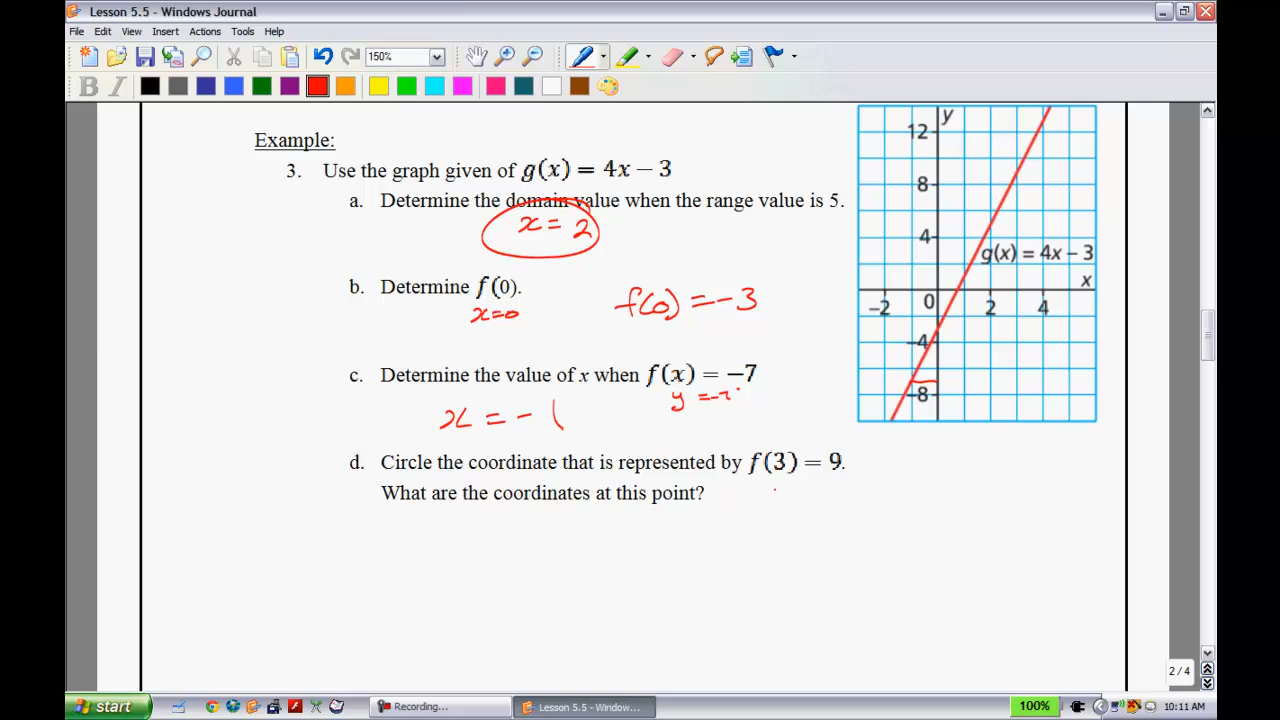 Lesson 5.5 - Windows Journal
File Edit View Insert Actions Tools Help
150%
B I
Example:
3. Use the graph given of g(x) = 4x − 3
a. Determine the domain value when the range value is 5.
x = 2
b. Determine f(0).
x=0
f(0) = -3
c. Determine the value of x when f(x) = −7
y = -7
x = - 1
d. Circle the coordinate that is represented by f(3) = 9.
What are the coordinates at this point?
y
12
8
4
g(x) = 4x − 3
x
−2 0 2 4
−4
−8
2 / 4
start Recording... Lesson 5.5 - Window... 100% 10:11 AM